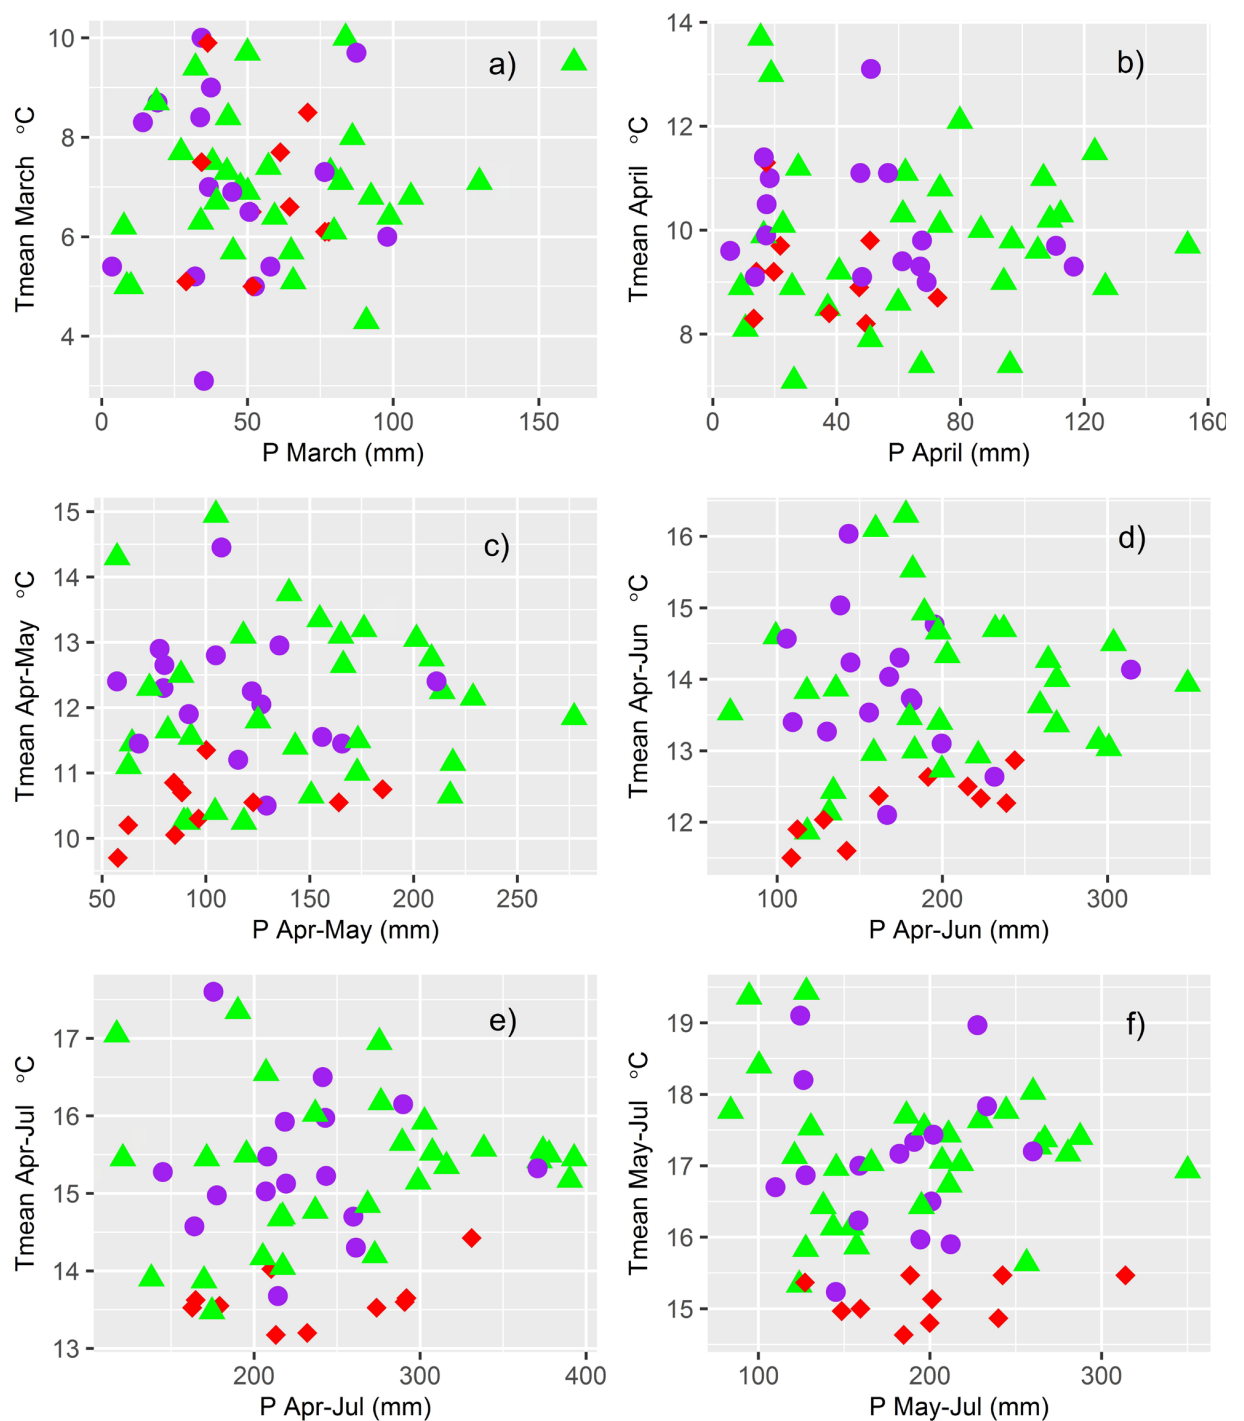 10
8
6
4
0
50
100
150
P March (mm)
Tmean March °C
a)
14
12
10
8
0
40
80
120
160
P April (mm)
Tmean April °C
b)
15
14
13
12
11
10
50
100
150
200
250
P Apr-May (mm)
Tmean Apr-May °C
c)
16
15
14
13
12
100
200
300
P Apr-Jun (mm)
Tmean Apr-Jun °C
d)
17
16
15
14
13
200
300
400
P Apr-Jul (mm)
Tmean Apr-Jul °C
e)
19
18
17
16
15
100
200
300
P May-Jul (mm)
Tmean May-Jul °C
f)